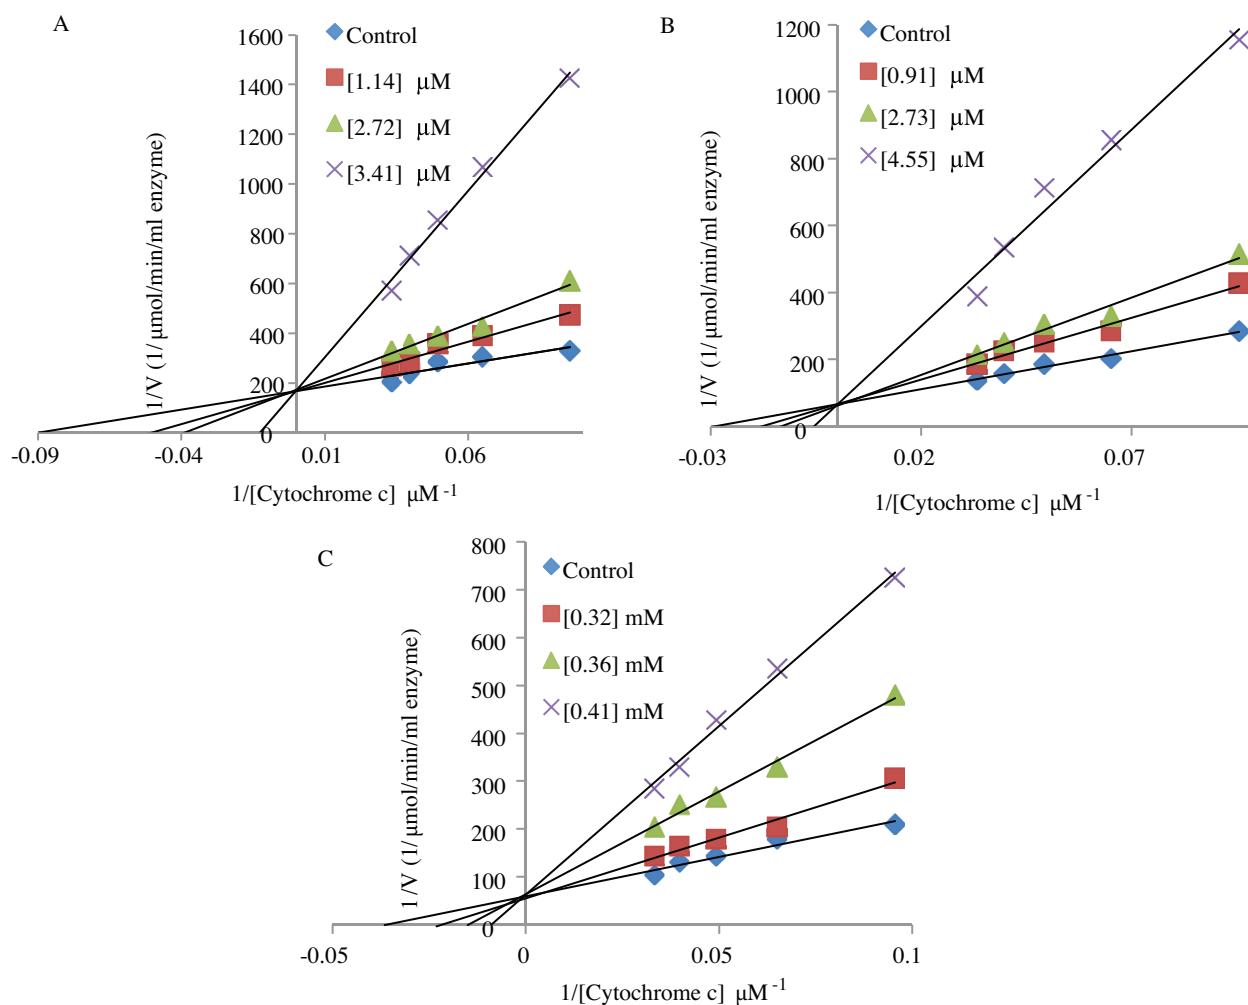 A
Control
[1.14] μM
[2.72] μM
[3.41] μM
1600
1400
1200
1000
800
600
400
200
0
1/V (1/ μmol/min/ml enzyme)
-0.09
-0.04
0.01
0.06
1/[Cytochrome c] μM-1
B
Control
[0.91] μM
[2.73] μM
[4.55] μM
1200
1000
800
600
400
200
0
1/V (1/ μmol/min/ml enzyme)
-0.03
0.02
0.07
1/[Cytochrome c] μM-1
C
Control
[0.32] mM
[0.36] mM
[0.41] mM
800
700
600
500
400
300
200
100
0
1/V (1/ μmol/min/ml enzyme)
-0.05
0
0.05
0.1
1/[Cytochrome c] μM-1